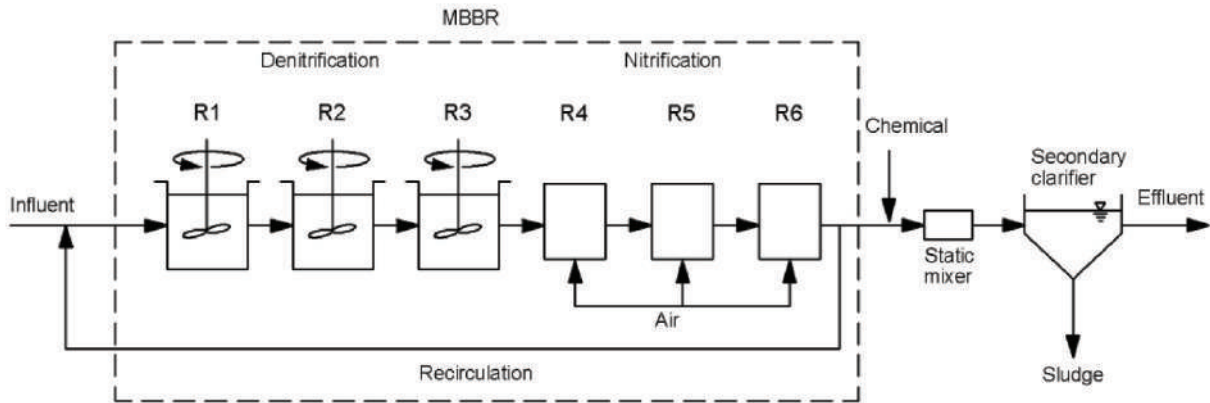 MBBR
Denitrification
Nitrification
R1
R2
R3
R4
R5
R6
Chemical
Secondary
clarifier
Influent
Effluent
Static
mixer
Air
Recirculation
Sludge